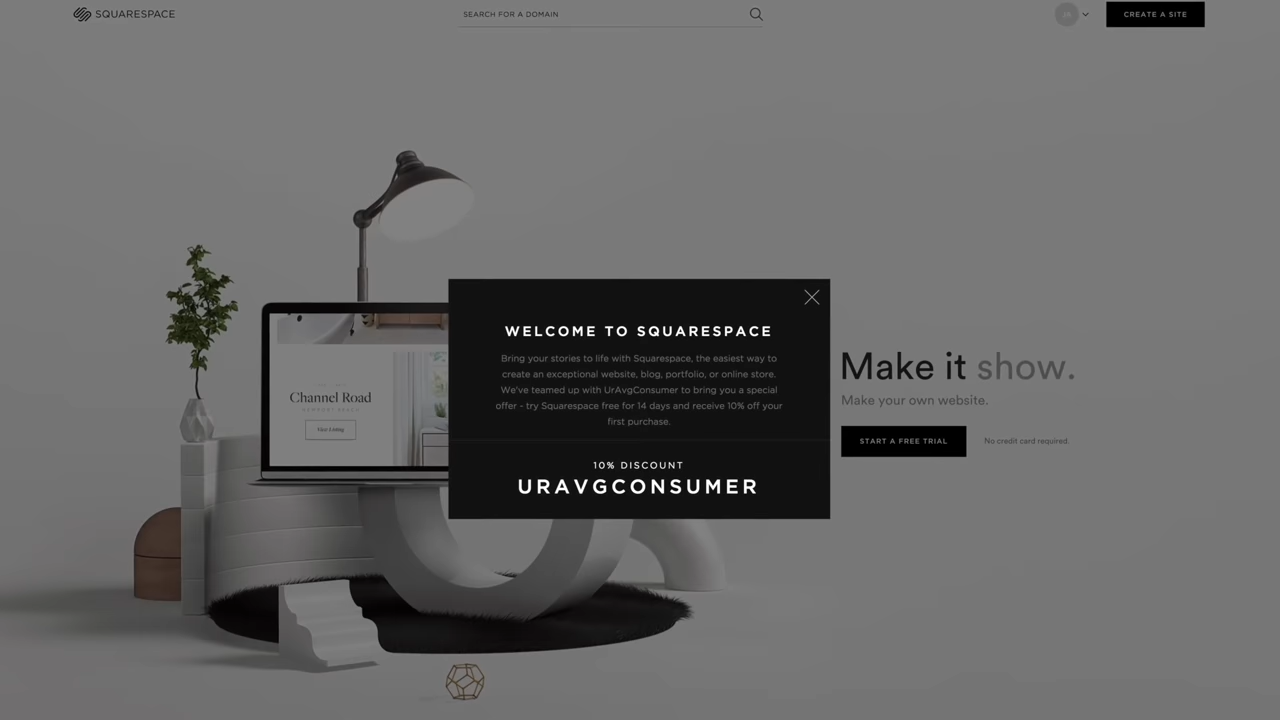 SQUARESPACE
SEARCH FOR A DOMAIN
JA
CREATE A SITE
WELCOME TO SQUARESPACE
Bring your stories to life with Squarespace, the easiest way to
create an exceptional website, blog, portfolio, or online store.
We've teamed up with UrAvgConsumer to bring you a special
offer - try Squarespace free for 14 days and receive 10% off your
first purchase.
10% DISCOUNT
URAVGCONSUMER
Channel Road
Make it show.
Make your own website.
START A FREE TRIAL
No credit card required.